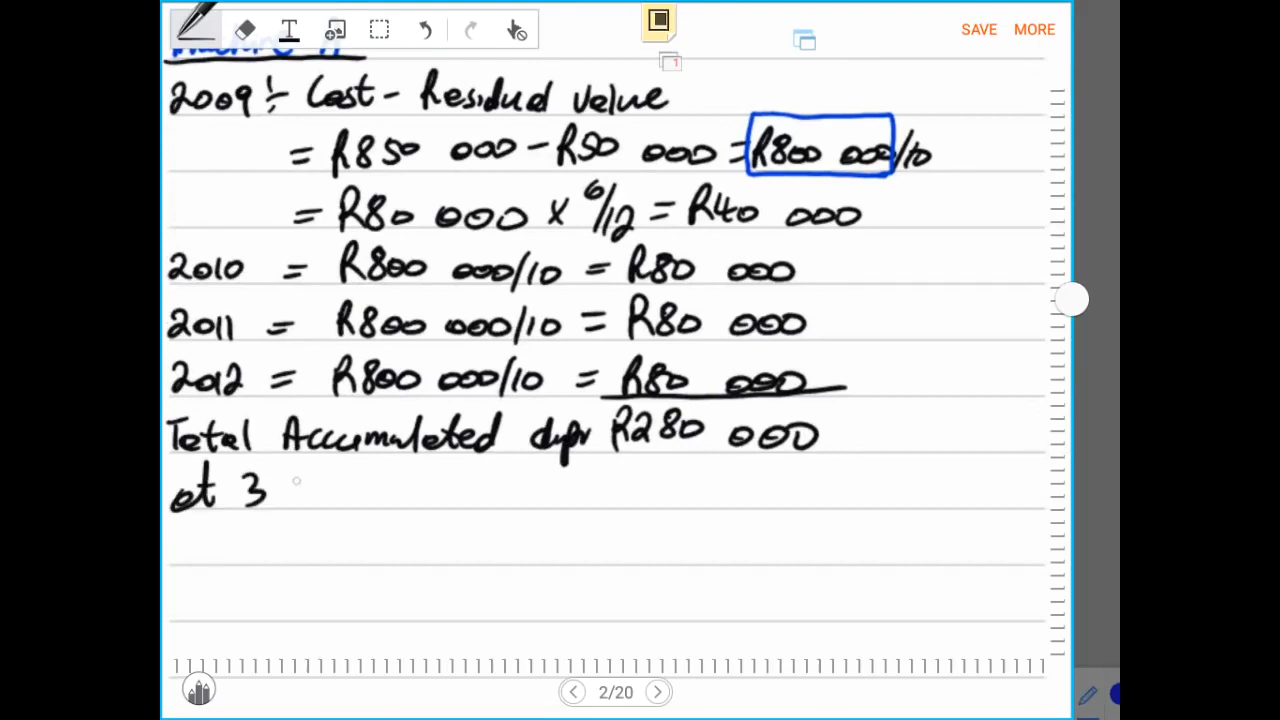 SAVE MORE
1
Machine A
2009:- Cost - Residual Value
= R850 000 - R50 000 = R800 000/10
= R80 000 x 6/12 = R40 000
2010 = R800 000/10 = R80 000
2011 = R800 000/10 = R80 000
2012 = R800 000/10 = R80 000
Total Accumulated depr R280 000
at 3
2/20